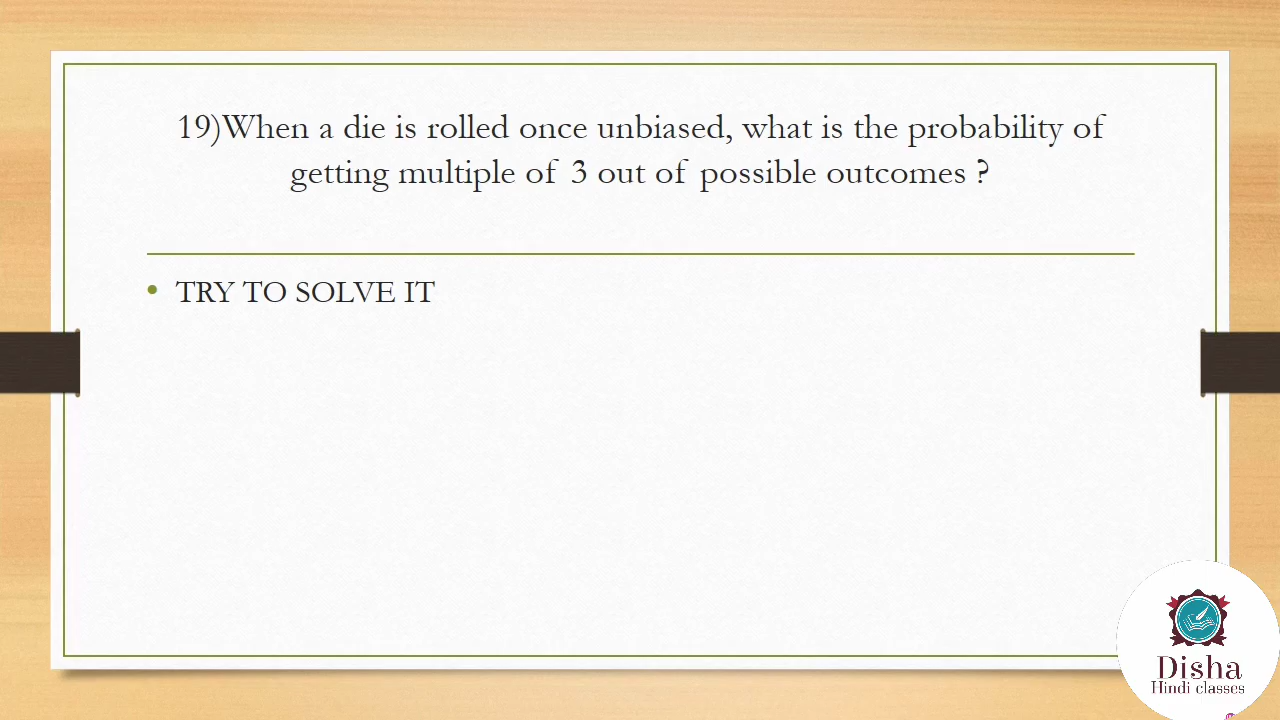 19)When a die is rolled once unbiased, what is the probability of
getting multiple of 3 out of possible outcomes ?
• TRY TO SOLVE IT
Disha
Hindi classes